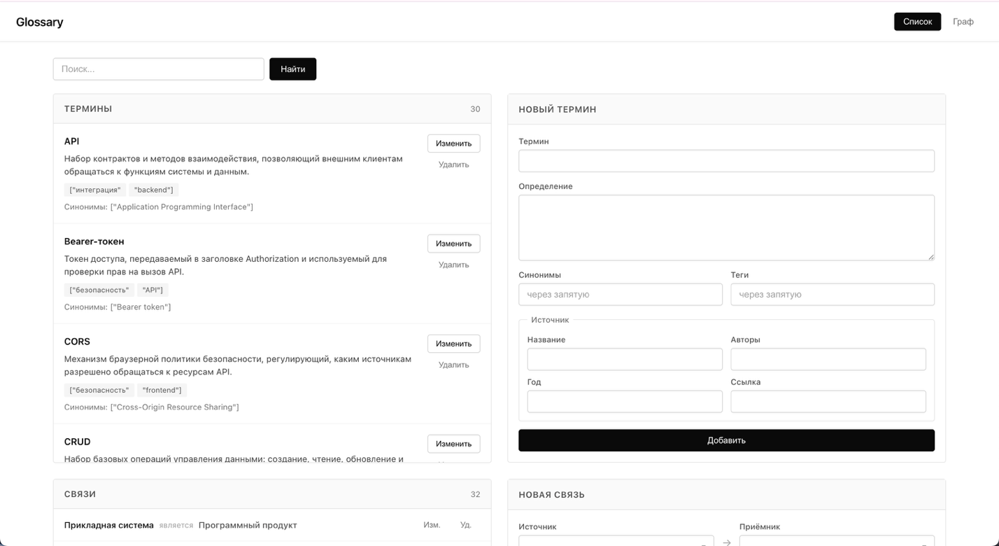 Glossary
Список
Граф
Поиск...
Найти
ТЕРМИНЫ
30
API
Изменить
Набор контрактов и методов взаимодействия, позволяющий внешним клиентам
обращаться к функциям системы и данным.
Удалить
["интеграция" "backend"]
Синонимы: ["Application Programming Interface"]
Bearer-токен
Изменить
Токен доступа, передаваемый в заголовке Authorization и используемый для
проверки прав на вызов API.
Удалить
["безопасность" "API"]
Синонимы: ["Bearer token"]
CORS
Изменить
Механизм браузерной политики безопасности, регулирующий, каким источникам
разрешено обращаться к ресурсам API.
Удалить
["безопасность" "frontend"]
Синонимы: ["Cross-Origin Resource Sharing"]
CRUD
Изменить
Набор базовых операций управления данными: создание, чтение, обновление и
НОВЫЙ ТЕРМИН
Термин
Определение
Синонимы
Теги
через запятую
через запятую
Источник
Название
Авторы
Год
Ссылка
Добавить
СВЯЗИ
32
Прикладная система является Программный продукт
Изм.
Уд.
НОВАЯ СВЯЗЬ
Источник
→
Приёмник